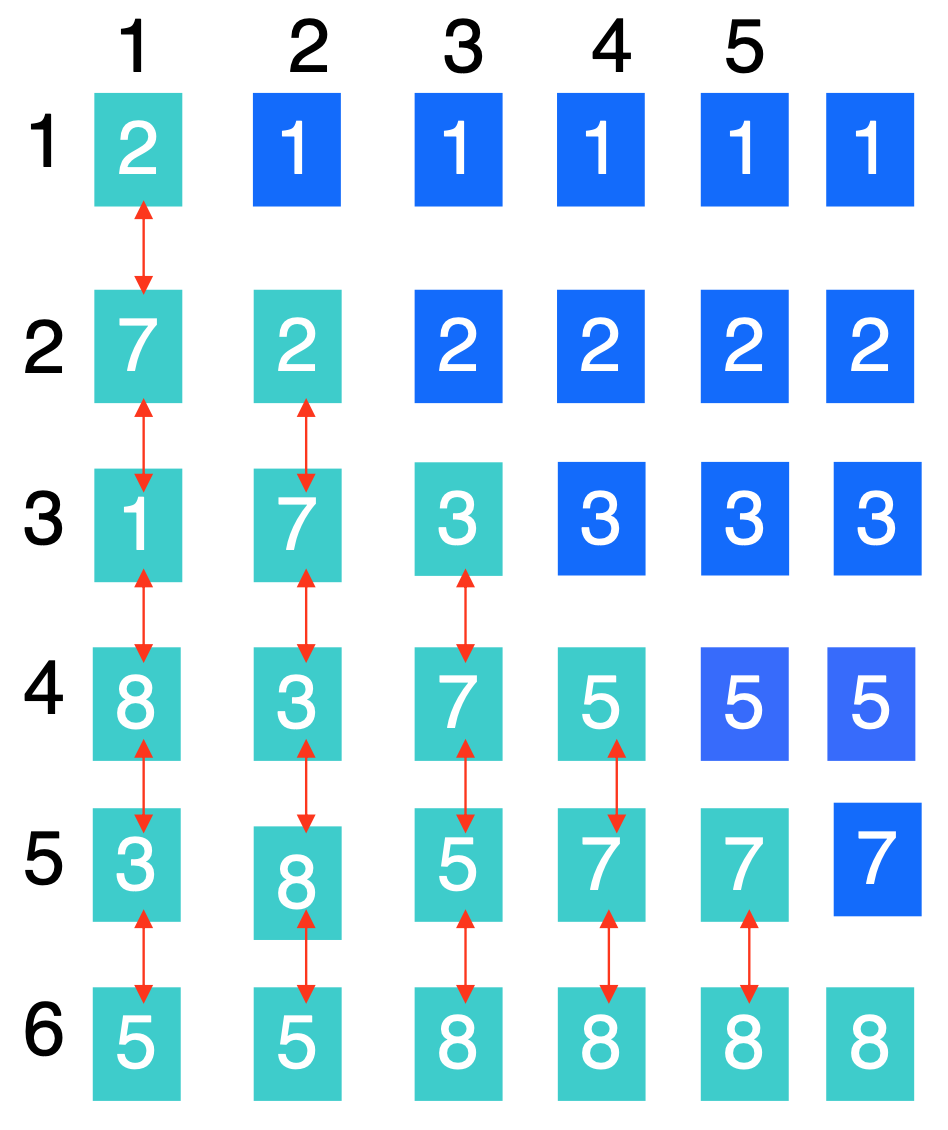 1 2 3 4 5
1 2 1 1 1 1 1
2 7 2 2 2 2 2
3 1 7 3 3 3 3
4 8 3 7 5 5 5
5 3 8 5 7 7 7
6 5 5 8 8 8 8